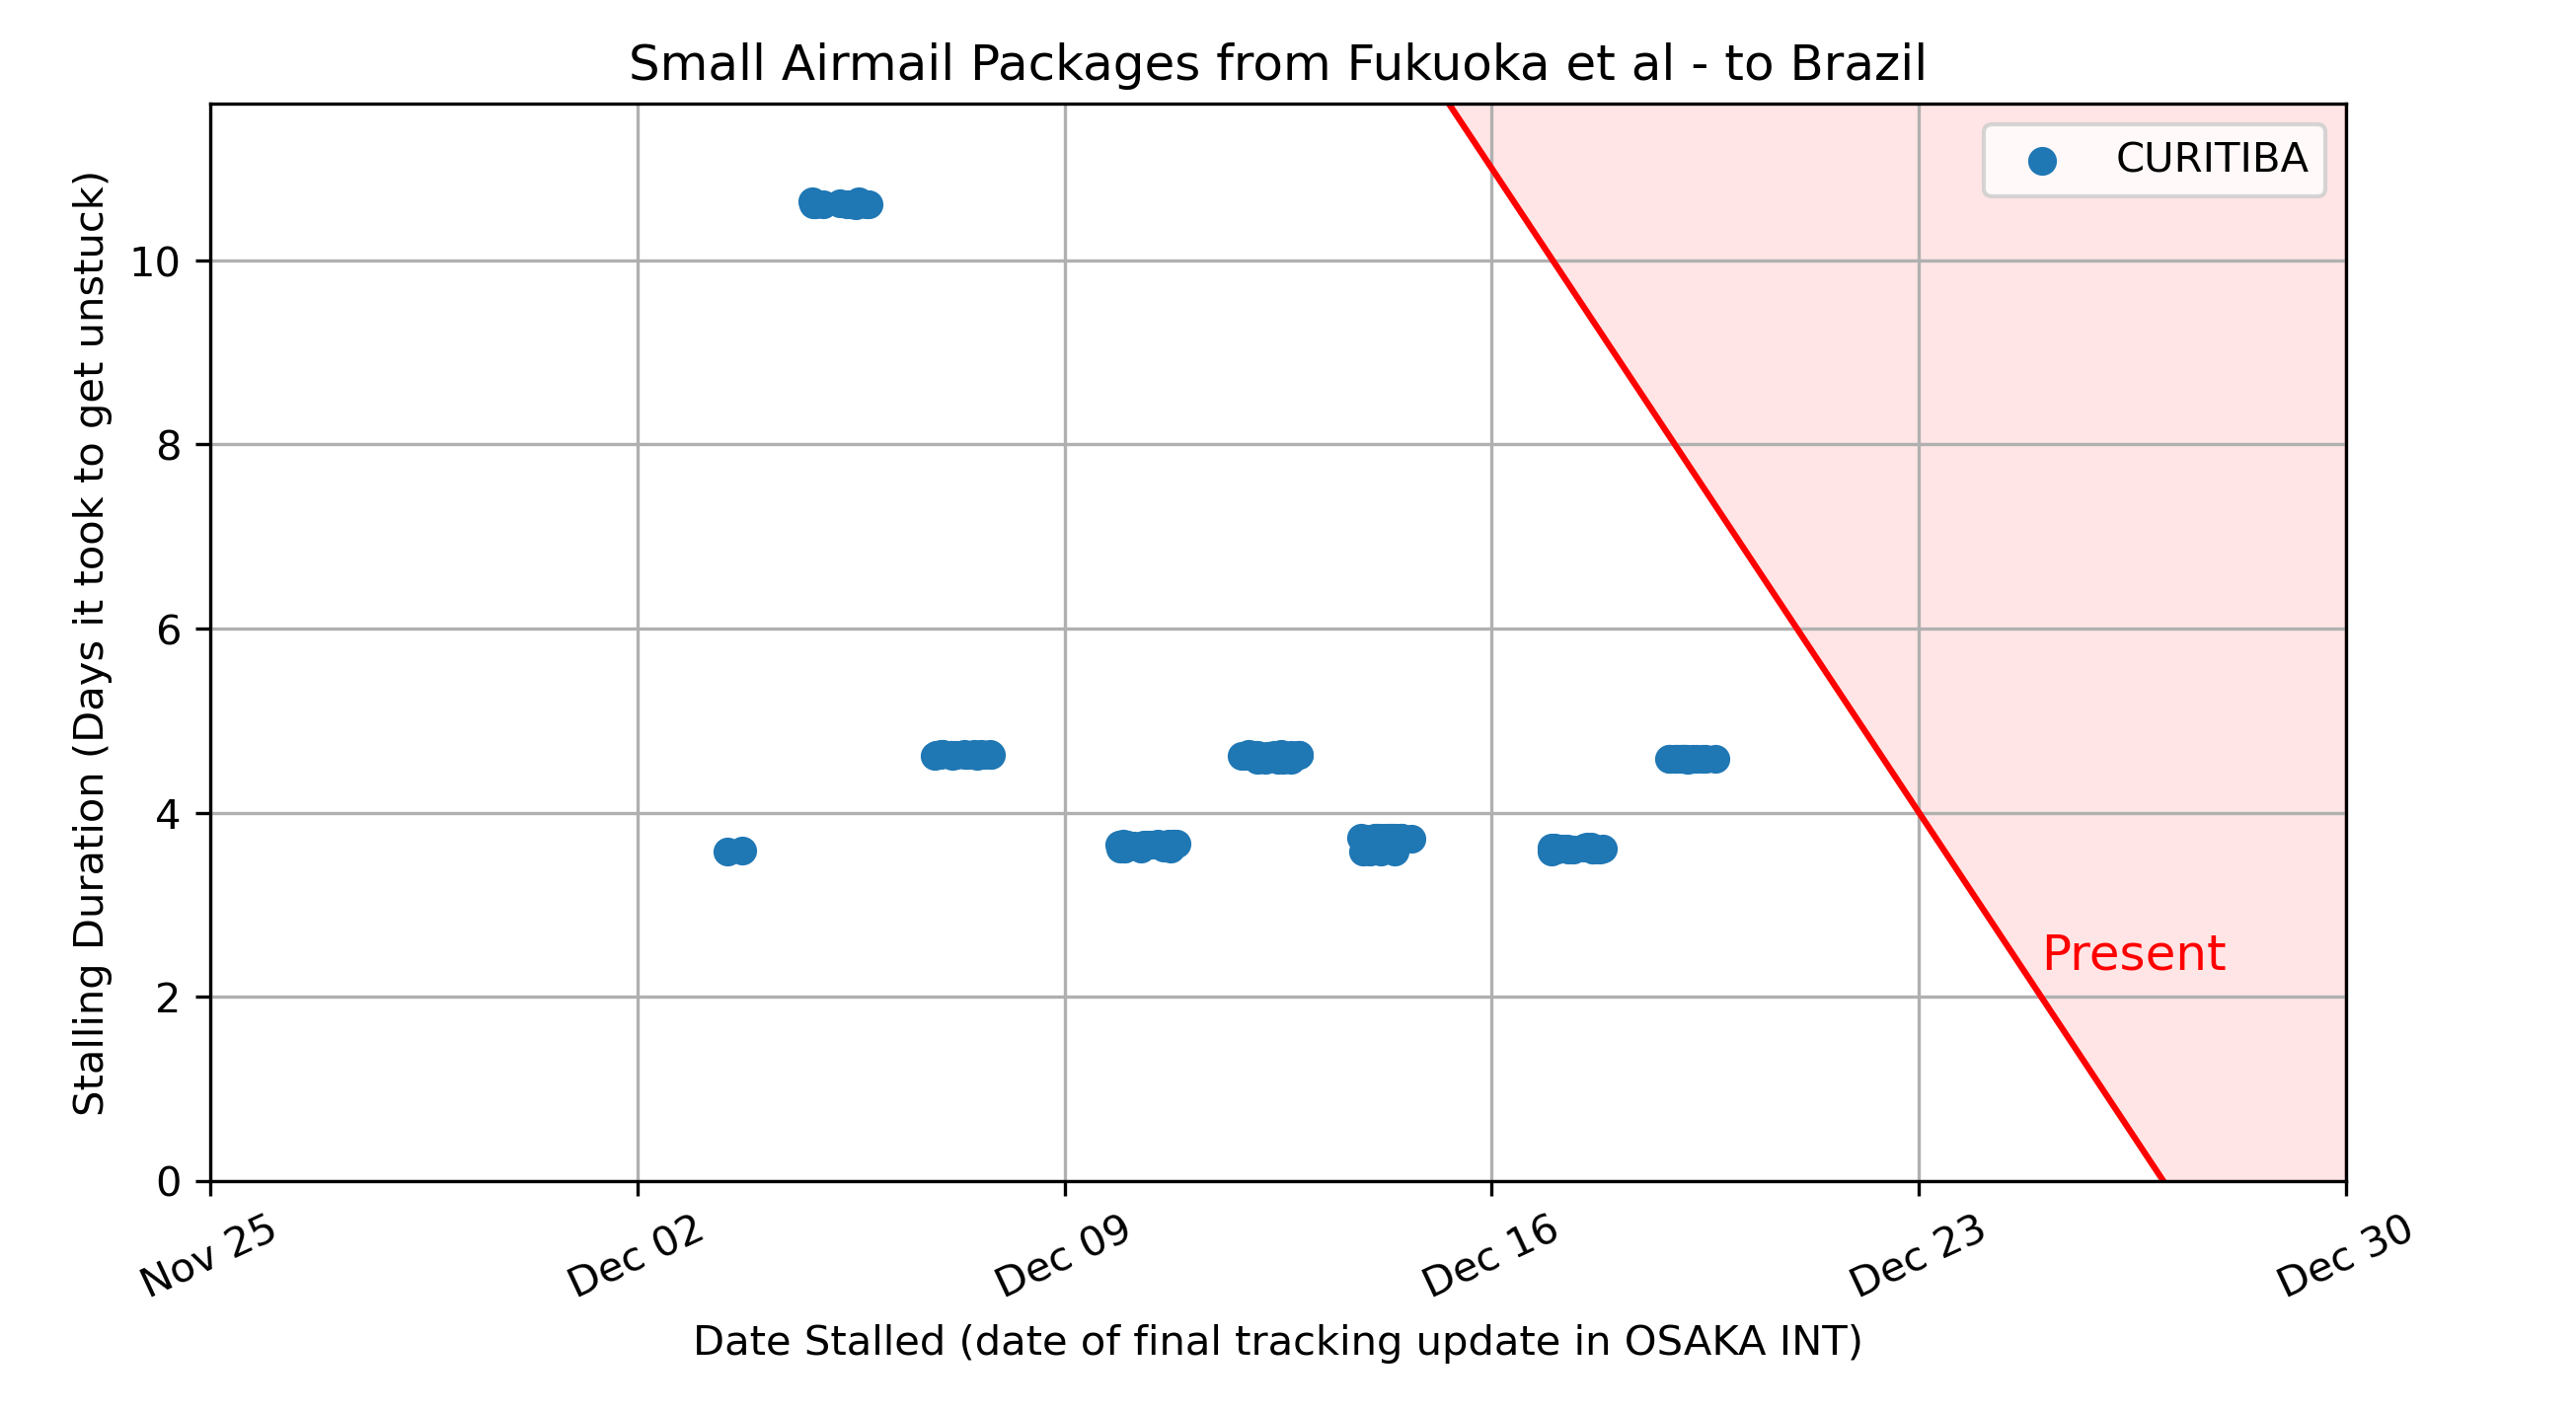 Small Airmail Packages from Fukuoka et al - to Brazil
CURITIBA
Stalling Duration (Days it took to get unstuck)
10
8
6
4
2
0
Present
Nov 25
Dec 02
Dec 09
Dec 16
Dec 23
Dec 30
Date Stalled (date of final tracking update in OSAKA INT)